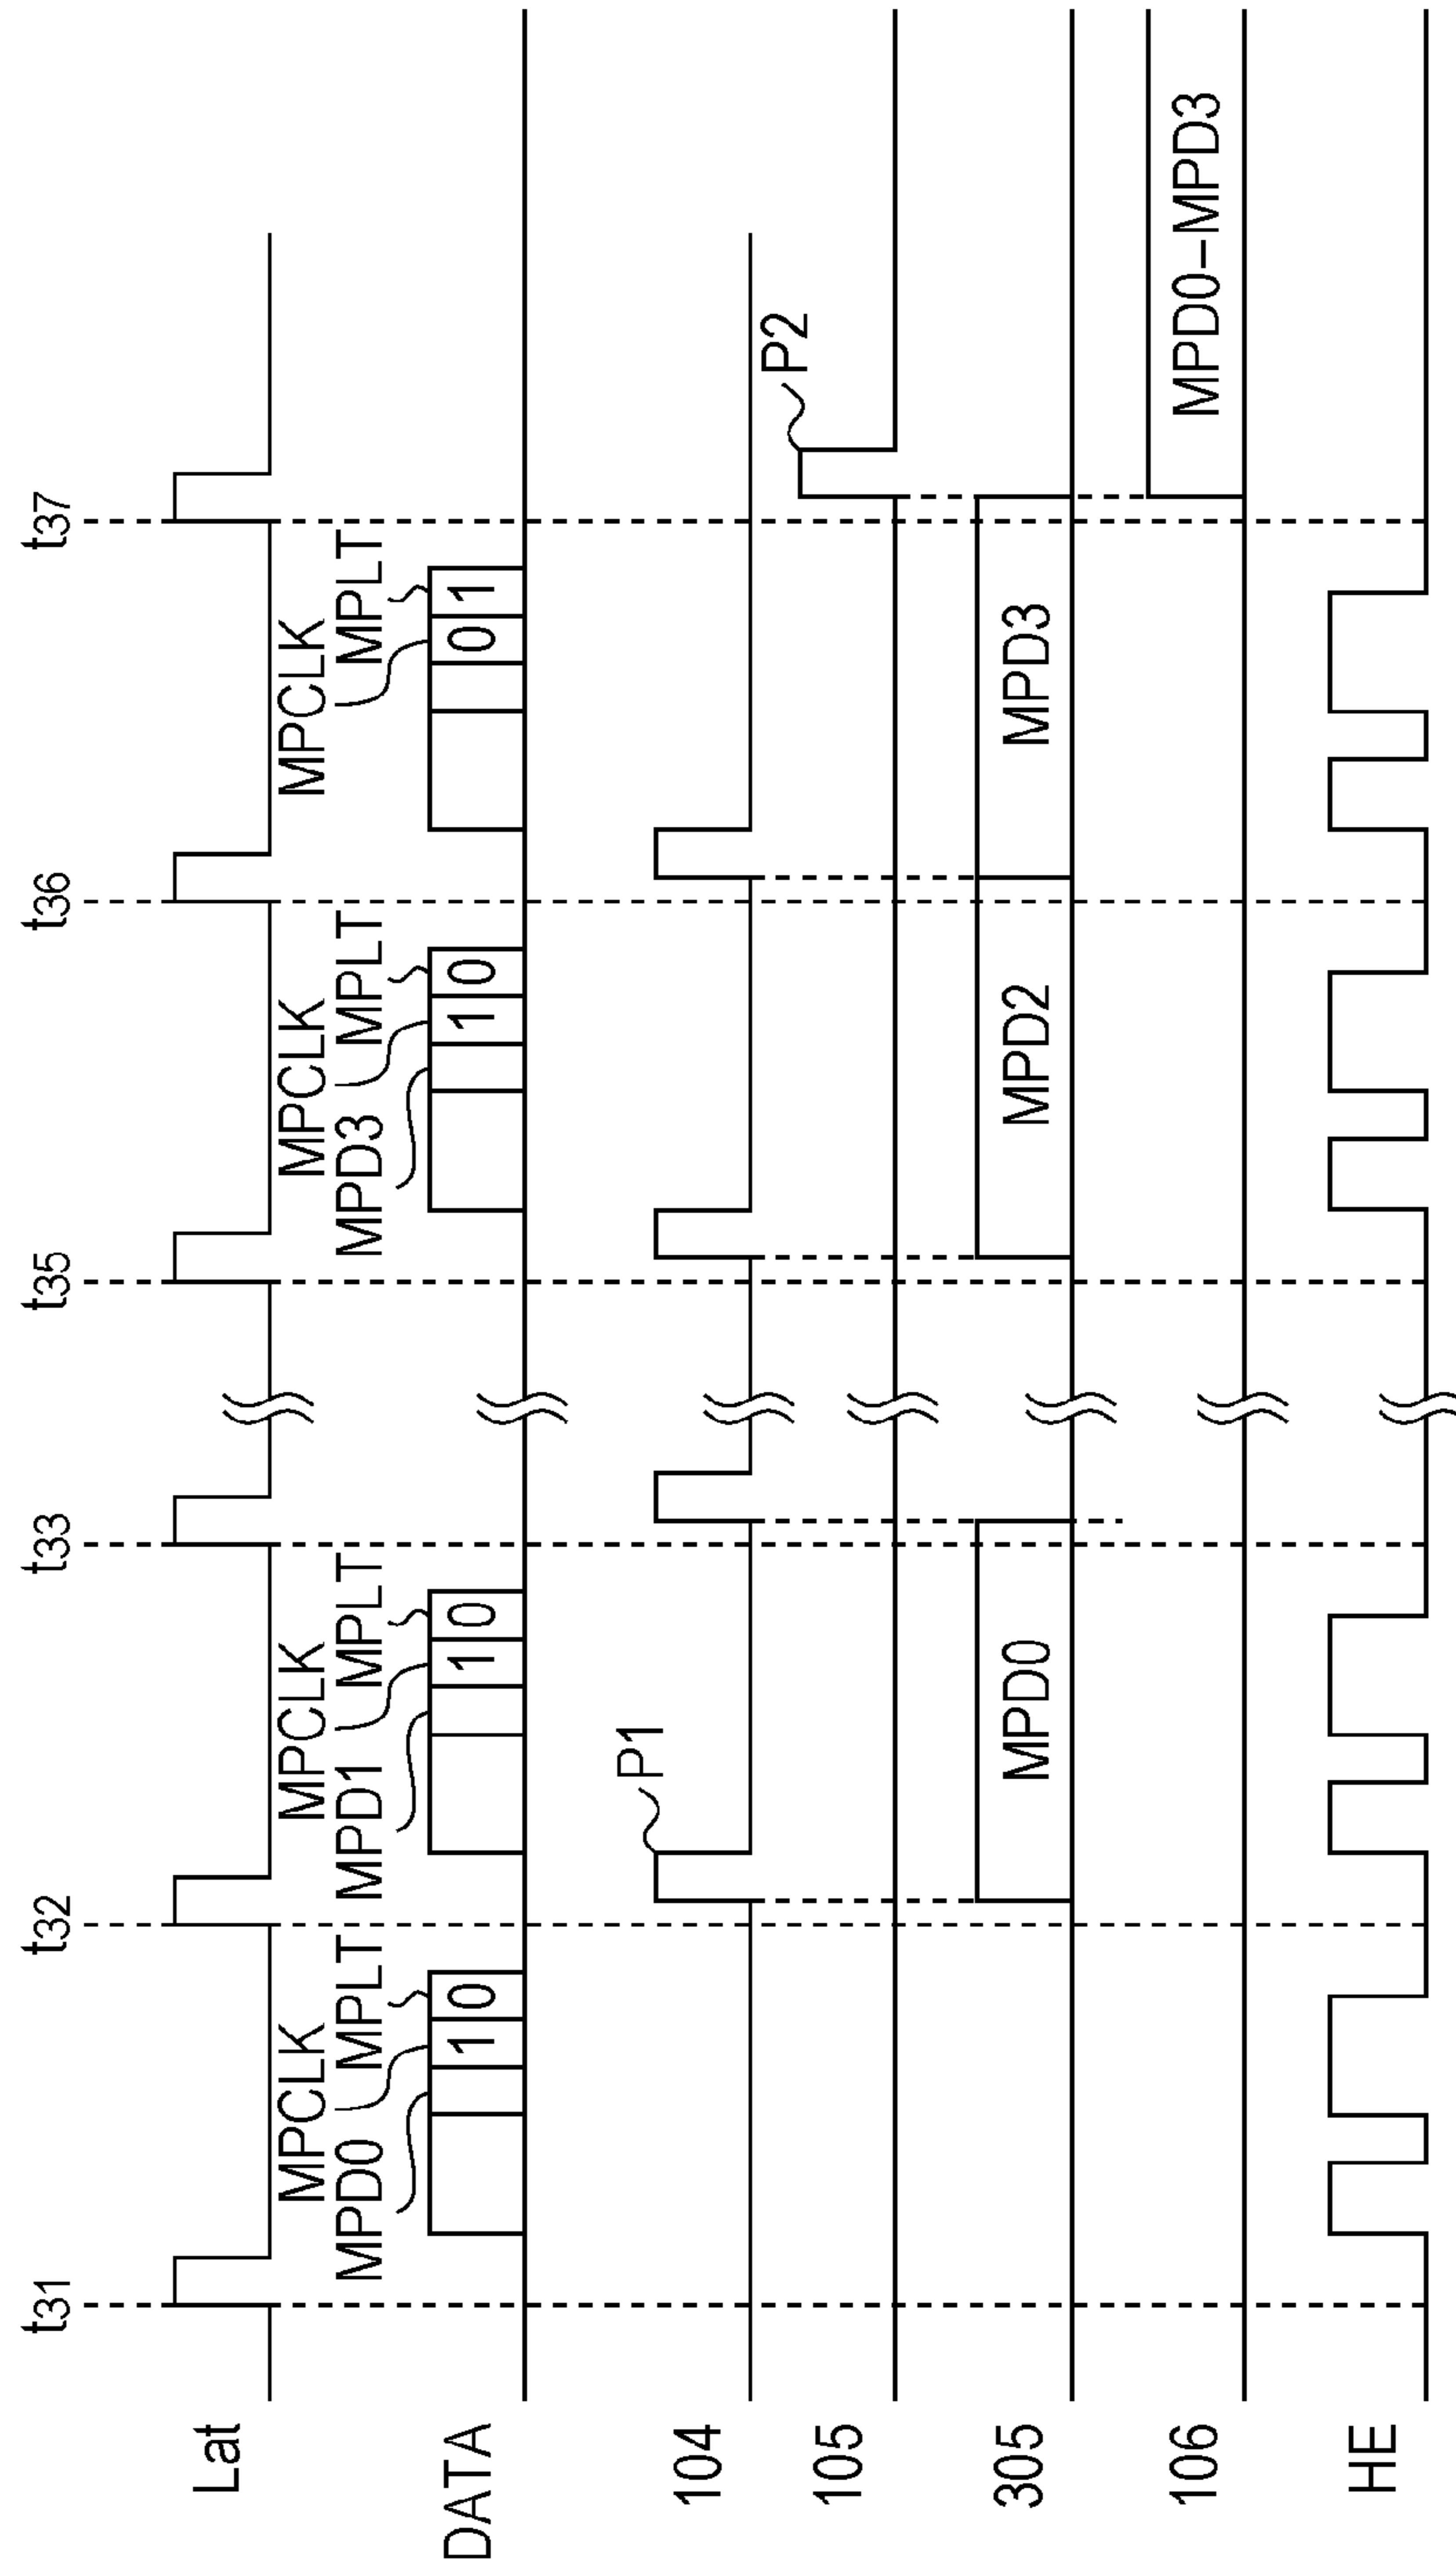 t31
t32
t33
t35
t36
t37
Lat
MPCLK
MPD0 MPLT
MPCLK
MPD1 MPLT
MPCLK
MPD3 MPLT
MPCLK
MPLT
DATA
1 0
1 0
1 0
0 1
104
P1
105
P2
305
MPD0
MPD2
MPD3
106
MPD0–MPD3
HE